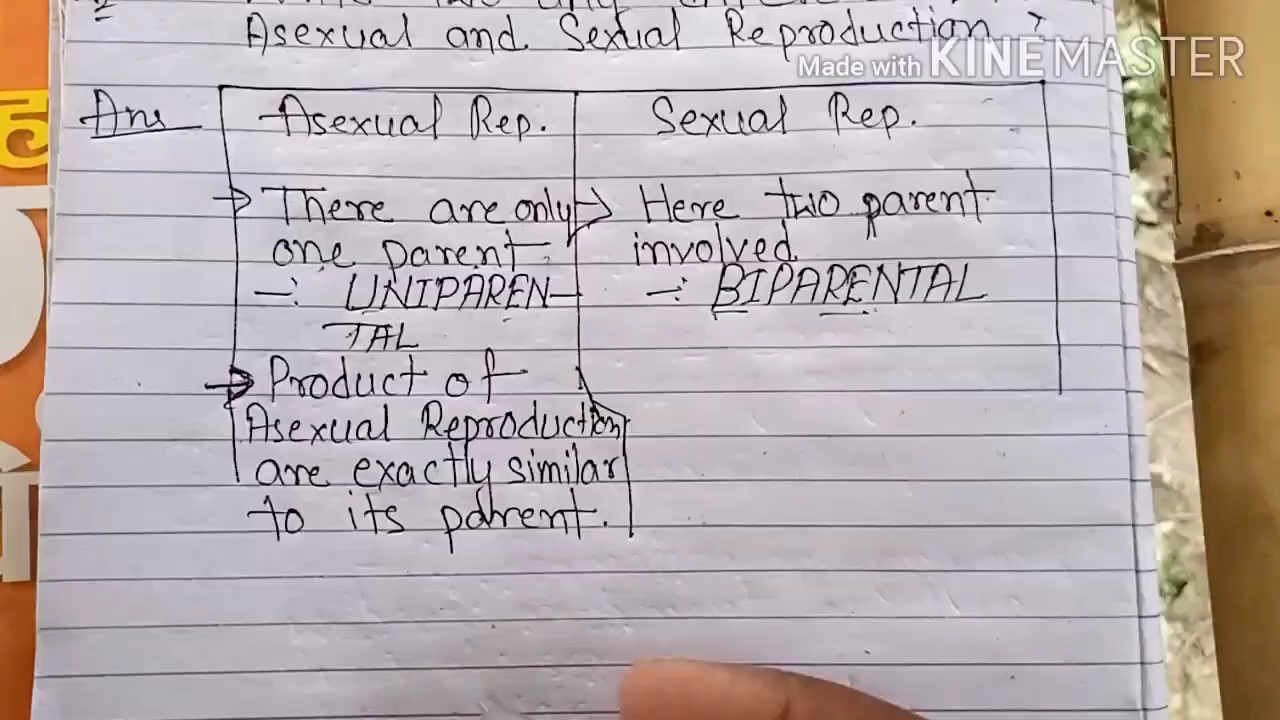 Asexual and Sexual Reproduction ?
Made with KINEMASTER
Ans
Asexual Rep.
Sexual Rep.
→ There are only
one parent.
-: UNIPAREN-
TAL
→ Here two parent
involved
-: BIPARENTAL
→ Product of
Asexual Reproduction
are exactly similar
to its parent.
ह